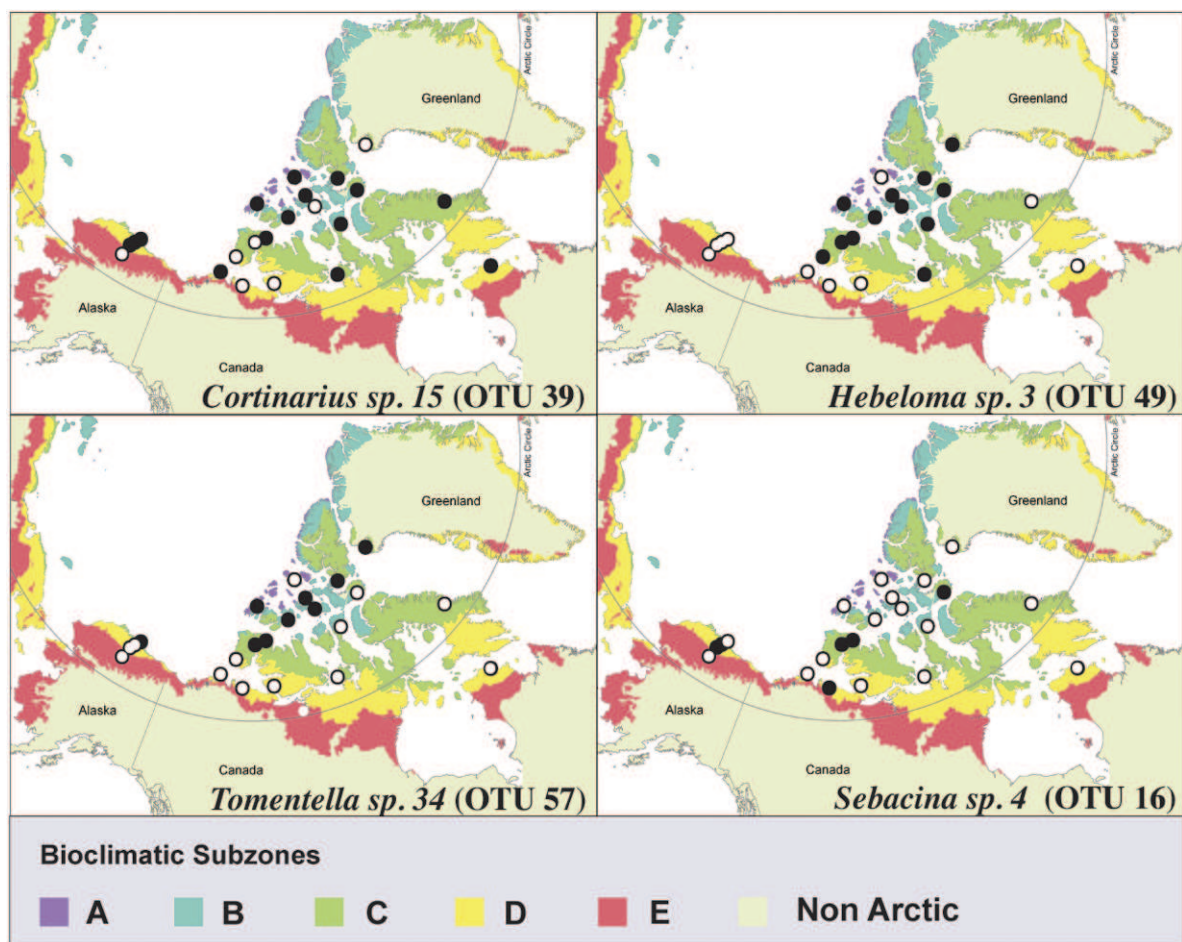 Arctic Circle
Greenland
Alaska
Canada
Cortinarius sp. 15 (OTU 39)
Arctic Circle
Greenland
Alaska
Canada
Hebeloma sp. 3 (OTU 49)
Arctic Circle
Greenland
Alaska
Canada
Tomentella sp. 34 (OTU 57)
Arctic Circle
Greenland
Alaska
Canada
Sebacina sp. 4 (OTU 16)
Bioclimatic Subzones
A B C D E Non Arctic